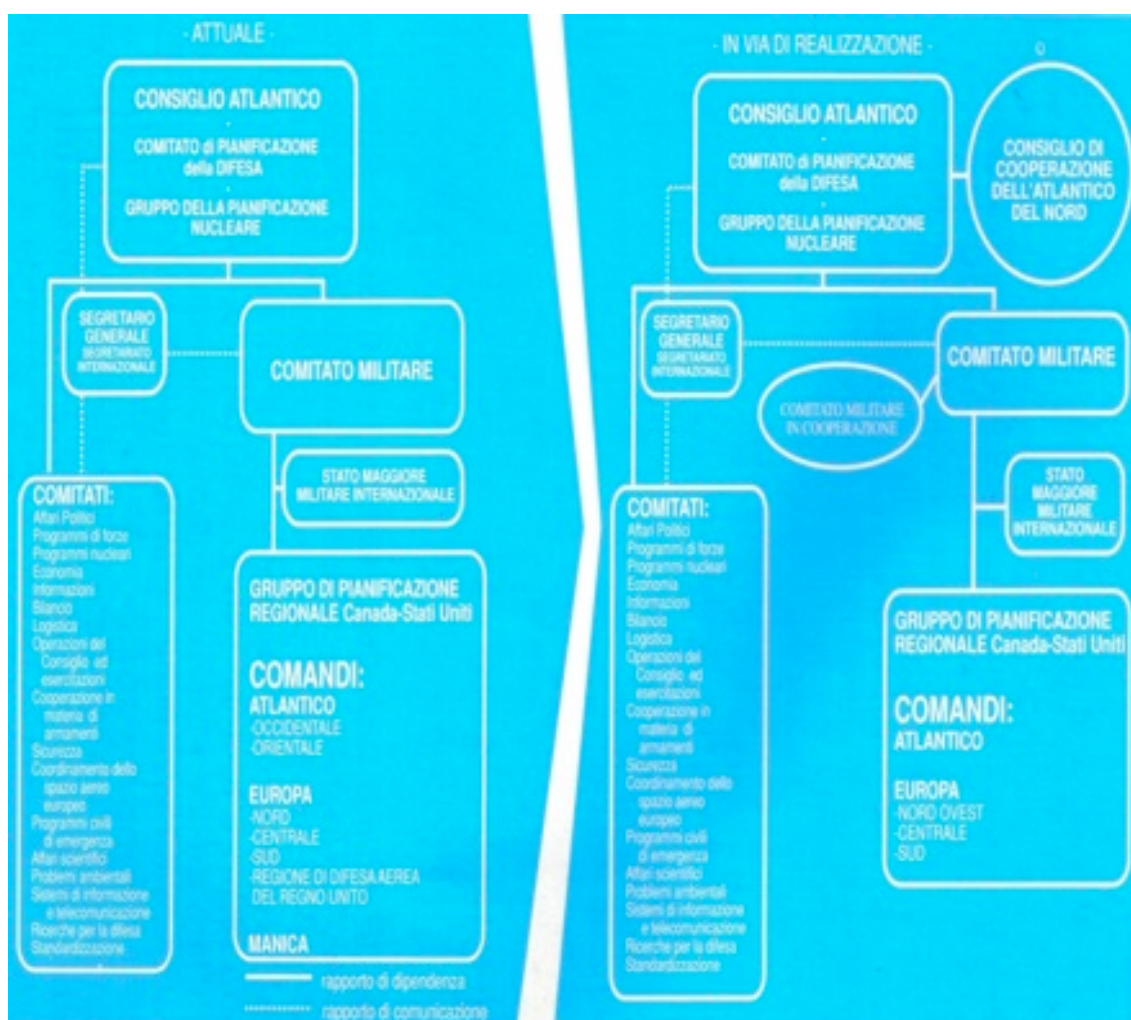 - ATTUALE -
CONSIGLIO ATLANTICO
-
COMITATO di PIANIFICAZIONE
della DIFESA
-
GRUPPO DELLA PIANIFICAZIONE
NUCLEARE
SEGRETARIO
GENERALE
SEGRETARIATO
INTERNAZIONALE
COMITATO MILITARE
STATO MAGGIORE
MILITARE INTERNAZIONALE
COMITATI:
Affari Politici
Programmi di forze
Programmi nucleari
Economia
Informazioni
Bilancio
Logistica
Operazioni del
Consiglio ed
esercitazioni
Cooperazione in
materia di
armamenti
Sicurezza
Coordinamento dello
spazio aereo
europeo
Programmi civili
di emergenza
Affari scientifici
Problemi ambientali
Sistemi di informazione
e telecomunicazione
Ricerche per la difesa
Standardizzazione
GRUPPO DI PIANIFICAZIONE
REGIONALE Canada-Stati Uniti
COMANDI:
ATLANTICO
-OCCIDENTALE
-ORIENTALE
EUROPA
-NORD
-CENTRALE
-SUD
-REGIONE DI DIFESA AEREA
DEL REGNO UNITO
MANICA
rapporto di dipendenza
rapporto di comunicazione
- IN VIA DI REALIZZAZIONE -
CONSIGLIO ATLANTICO
-
COMITATO di PIANIFICAZIONE
della DIFESA
-
GRUPPO DELLA PIANIFICAZIONE
NUCLEARE
CONSIGLIO DI
COOPERAZIONE
DELL'ATLANTICO
DEL NORD
SEGRETARIO
GENERALE
SEGRETARIATO
INTERNAZIONALE
COMITATO MILITARE
COMITATO MILITARE
IN COOPERAZIONE
STATO
MAGGIORE
MILITARE
INTERNAZIONALE
COMITATI:
Affari Politici
Programmi di forze
Programmi nucleari
Economia
Informazioni
Bilancio
Logistica
Operazioni del
Consiglio ed
esercitazioni
Cooperazione in
materia di
armamenti
Sicurezza
Coordinamento dello
spazio aereo
europeo
Programmi civili
di emergenza
Affari scientifici
Problemi ambientali
Sistemi di informazione
e telecomunicazione
Ricerche per la difesa
Standardizzazione
GRUPPO DI PIANIFICAZIONE
REGIONALE Canada-Stati Uniti
COMANDI:
ATLANTICO
EUROPA
-NORD OVEST
-CENTRALE
-SUD